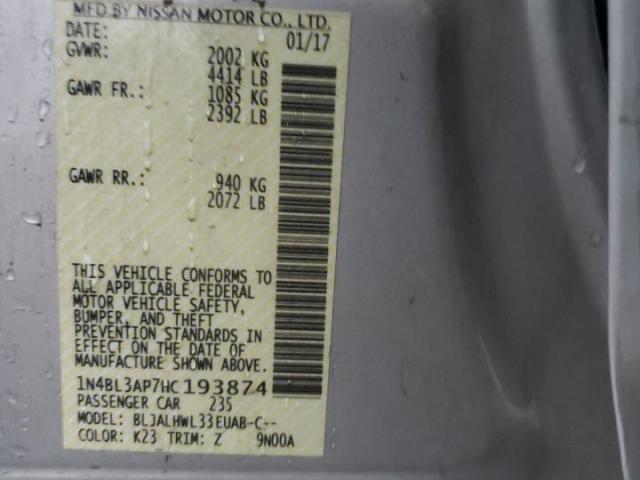 MFD BY NISSAN MOTOR CO., LTD.
DATE: 01/17
GVWR: 2002 KG
4414 LB
GAWR FR.: 1085 KG
2392 LB
GAWR RR.: 940 KG
2072 LB
THIS VEHICLE CONFORMS TO
ALL APPLICABLE FEDERAL
MOTOR VEHICLE SAFETY,
BUMPER, AND THEFT
PREVENTION STANDARDS IN
EFFECT ON THE DATE OF
MANUFACTURE SHOWN ABOVE.
1N4BL3AP7HC193874
PASSENGER CAR 235
MODEL: BLJALHWL33EUAB-C--
COLOR: K23 TRIM: Z 9N00A